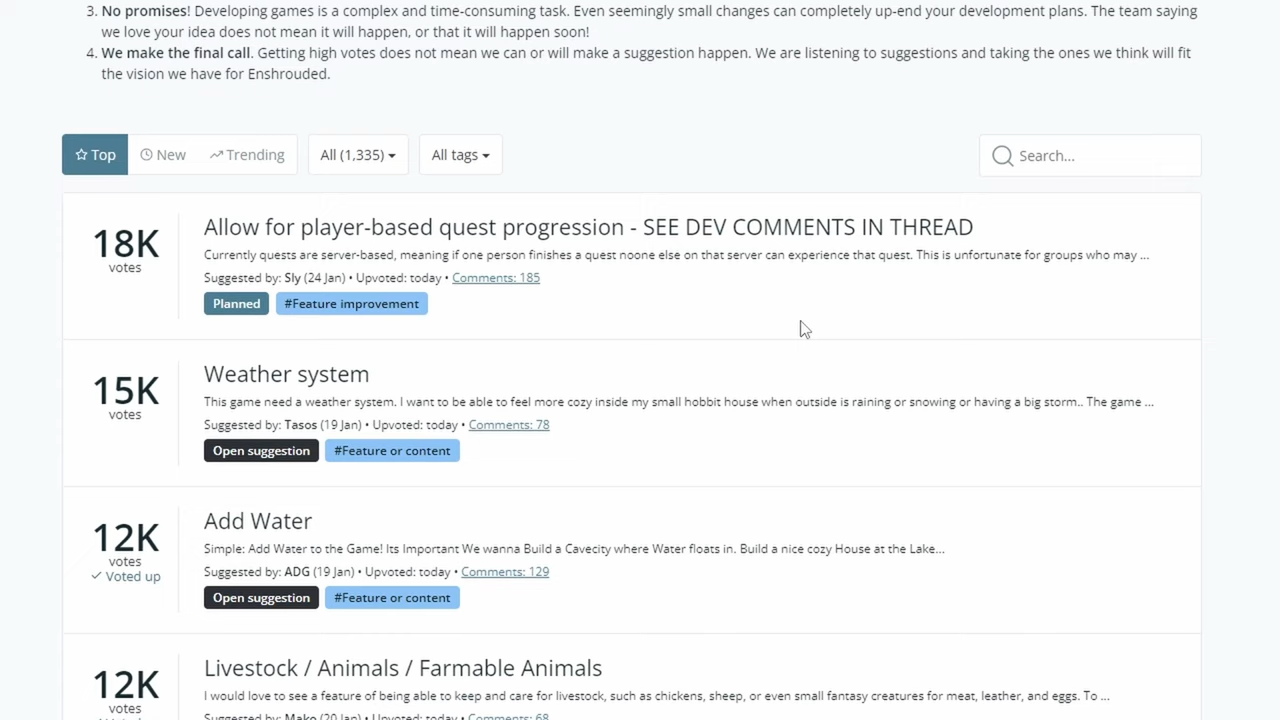 3. No promises! Developing games is a complex and time-consuming task. Even seemingly small changes can completely up-end your development plans. The team saying
we love your idea does not mean it will happen, or that it will happen soon!
4. We make the final call. Getting high votes does not mean we can or will make a suggestion happen. We are listening to suggestions and taking the ones we think will fit
the vision we have for Enshrouded.
Top New Trending All (1,335) All tags Search...
18K
votes
Allow for player-based quest progression - SEE DEV COMMENTS IN THREAD
Currently quests are server-based, meaning if one person finishes a quest noone else on that server can experience that quest. This is unfortunate for groups who may ...
Suggested by: Sly (24 Jan) • Upvoted: today • Comments: 185
Planned #Feature improvement
15K
votes
Weather system
This game need a weather system. I want to be able to feel more cozy inside my small hobbit house when outside is raining or snowing or having a big storm.. The game ...
Suggested by: Tasos (19 Jan) • Upvoted: today • Comments: 78
Open suggestion #Feature or content
12K
votes
Voted up
Add Water
Simple: Add Water to the Game! Its Important We wanna Build a Cavecity where Water floats in. Build a nice cozy House at the Lake...
Suggested by: ADG (19 Jan) • Upvoted: today • Comments: 129
Open suggestion #Feature or content
12K
Livestock / Animals / Farmable Animals
I would love to see a feature of being able to keep and care for livestock, such as chickens, sheep, or even small fantasy creatures for meat, leather, and eggs. To ...
Suggested by: Mako (20 Jan) • Upvoted: today • Comments: 68